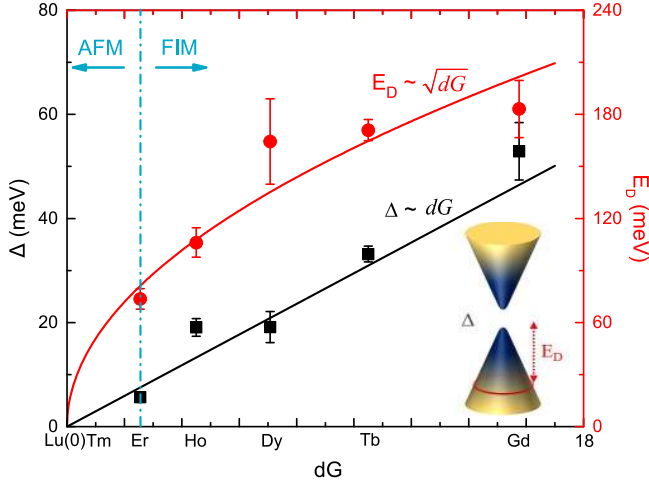 80
60
40
20
0
Δ (meV)
240
180
120
60
0
E_D (meV)
AFM
FIM
E_D ~ √dG
Δ ~ dG
Δ
E_D
Lu(0)Tm Er Ho Dy Tb Gd 18
dG